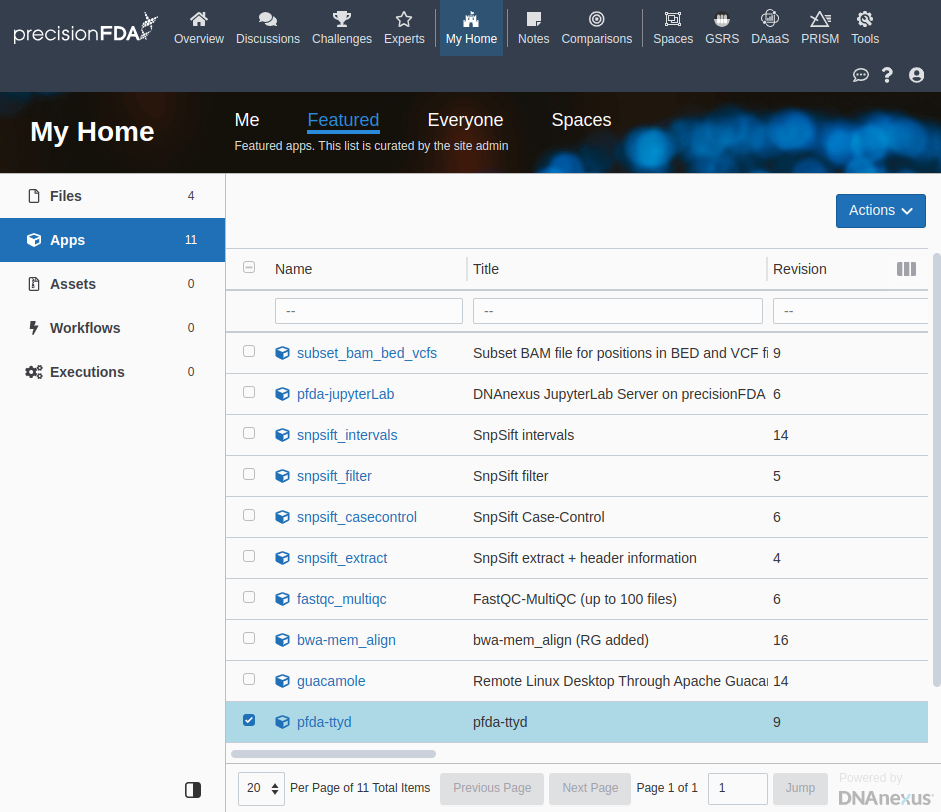 precisionFDA
Overview
Discussions
Challenges
Experts
My Home
Notes
Comparisons
Spaces
GSRS
DAaaS
PRISM
Tools
My Home
Me
Featured
Everyone
Spaces
Featured apps. This list is curated by the site admin
Files 4
Apps 11
Assets 0
Workflows 0
Executions 0
Actions
Name Title Revision
-- -- --
subset_bam_bed_vcfs Subset BAM file for positions in BED and VCF fi 9
pfda-jupyterLab DNAnexus JupyterLab Server on precisionFDA 6
snpsift_intervals SnpSift intervals 14
snpsift_filter SnpSift filter 5
snpsift_casecontrol SnpSift Case-Control 6
snpsift_extract SnpSift extract + header information 4
fastqc_multiqc FastQC-MultiQC (up to 100 files) 6
bwa-mem_align bwa-mem_align (RG added) 16
guacamole Remote Linux Desktop Through Apache Guacar 14
pfda-ttyd pfda-ttyd 9
20 Per Page of 11 Total Items Previous Page Next Page Page 1 of 1 1 Jump
Powered by
DNAnexus